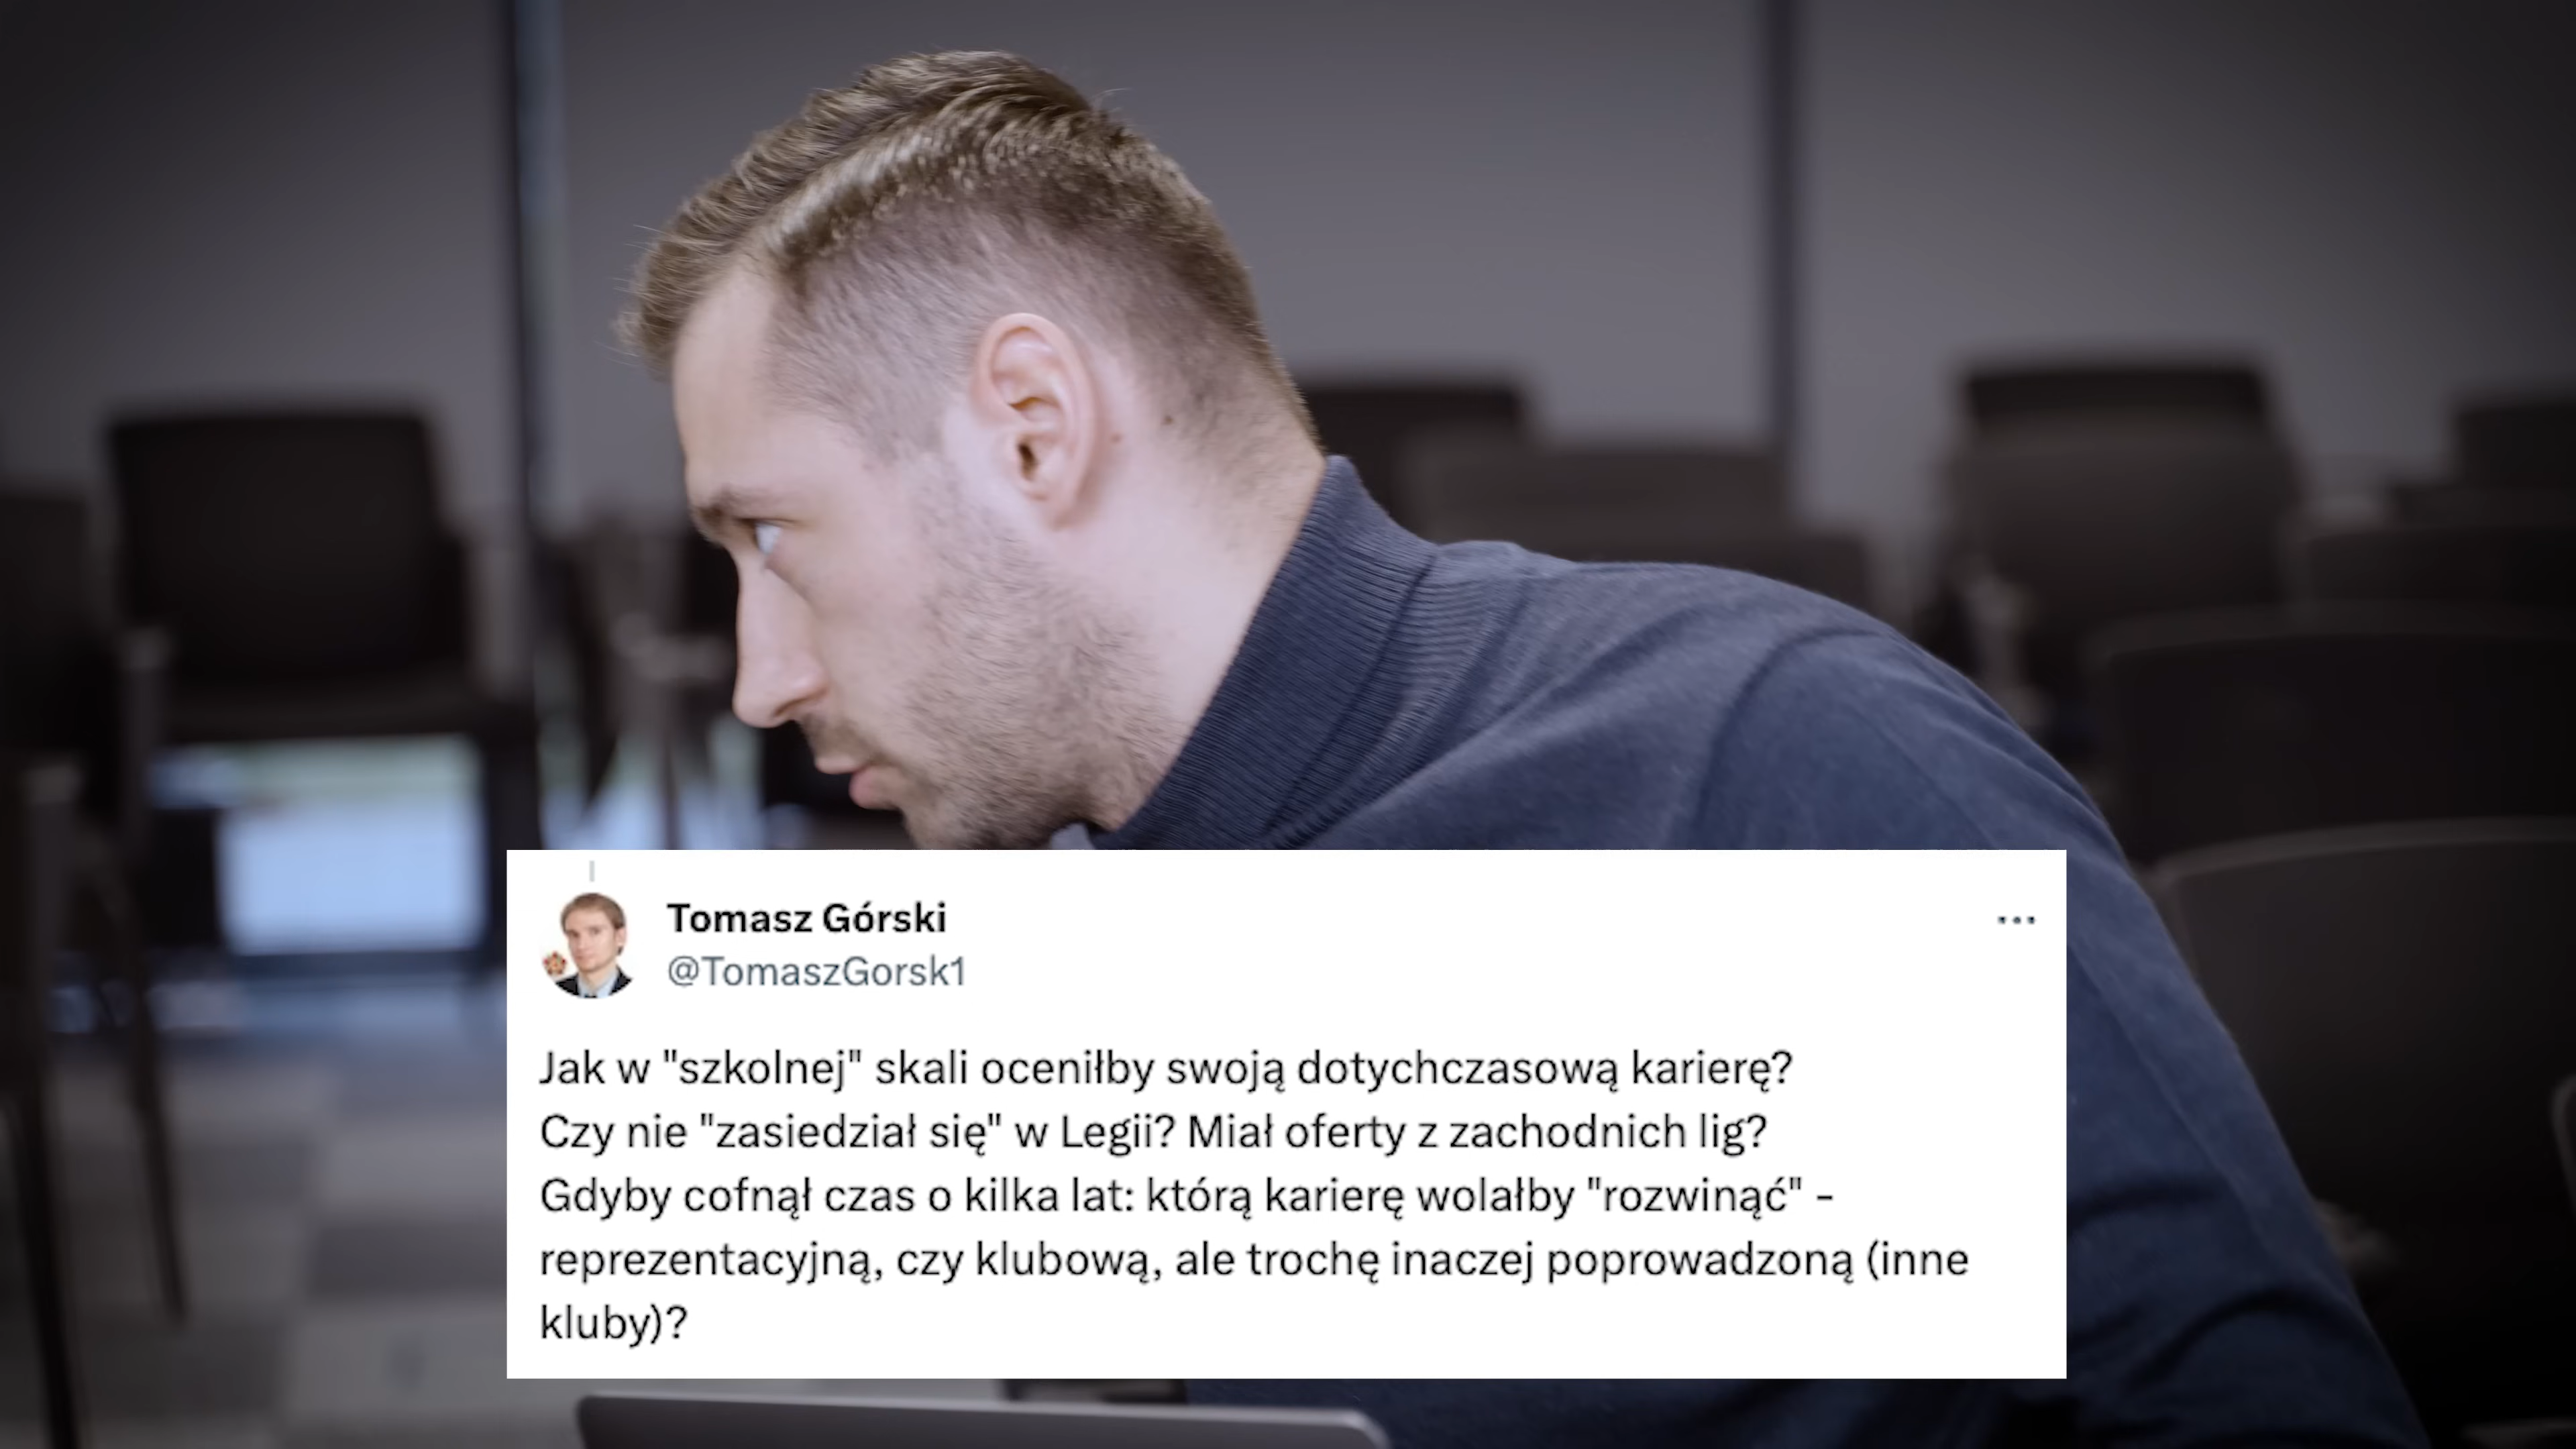 Tomasz Górski
@TomaszGorsk1
Jak w "szkolnej" skali oceniłby swoją dotychczasową karierę?
Czy nie "zasiedział się" w Legii? Miał oferty z zachodnich lig?
Gdyby cofnął czas o kilka lat: którą karierę wolałby "rozwinąć" -
reprezentacyjną, czy klubową, ale trochę inaczej poprowadzoną (inne
kluby)?